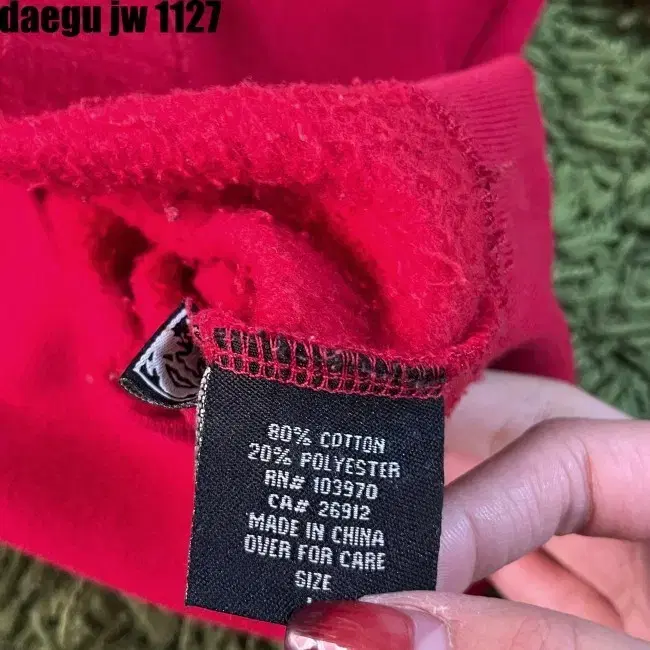 daegu jw 1127
80% COTTON
20% POLYESTER
RN# 103970
CA# 26912
MADE IN CHINA
OVER FOR CARE
SIZE